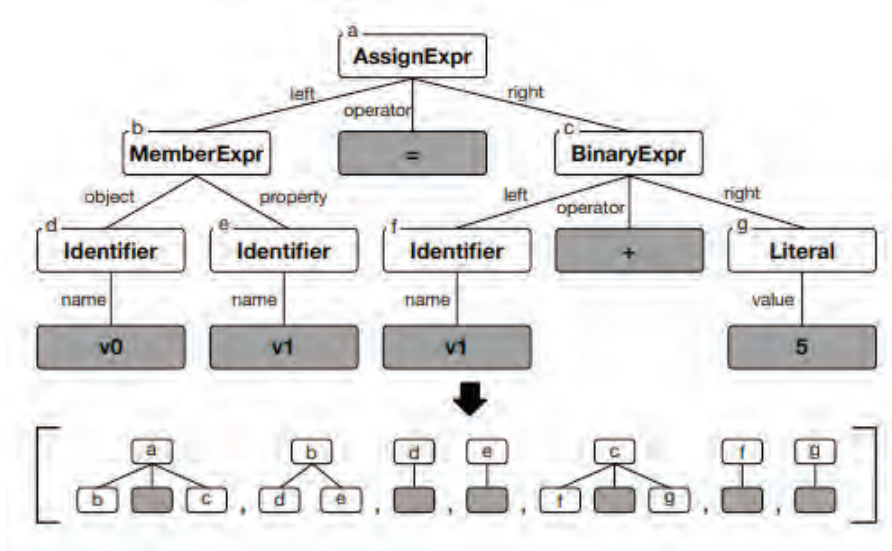 a
AssignExpr
left operator right
b c
MemberExpr = BinaryExpr
object property left operator right
d e f g
Identifier Identifier Identifier + Literal
name name name value
v0 v1 v1 5
a b d e c f g
b c , d e , , , f g , ,